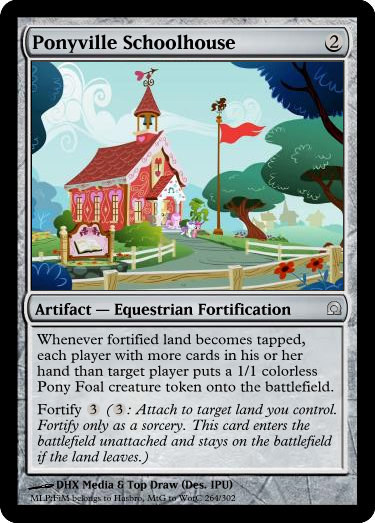 Ponyville Schoolhouse 2
Artifact — Equestrian Fortification
Whenever fortified land becomes tapped,
each player with more cards in his or her
hand than target player puts a 1/1 colorless
Pony Foal creature token onto the battlefield.
Fortify 3 (3: Attach to target land you control.
Fortify only as a sorcery. This card enters the
battlefield unattached and stays on the battlefield
if the land leaves.)
DHX Media & Top Draw (Des. IPU)
MLP:FiM belongs to Hasbro, MtG to WotC 264/302